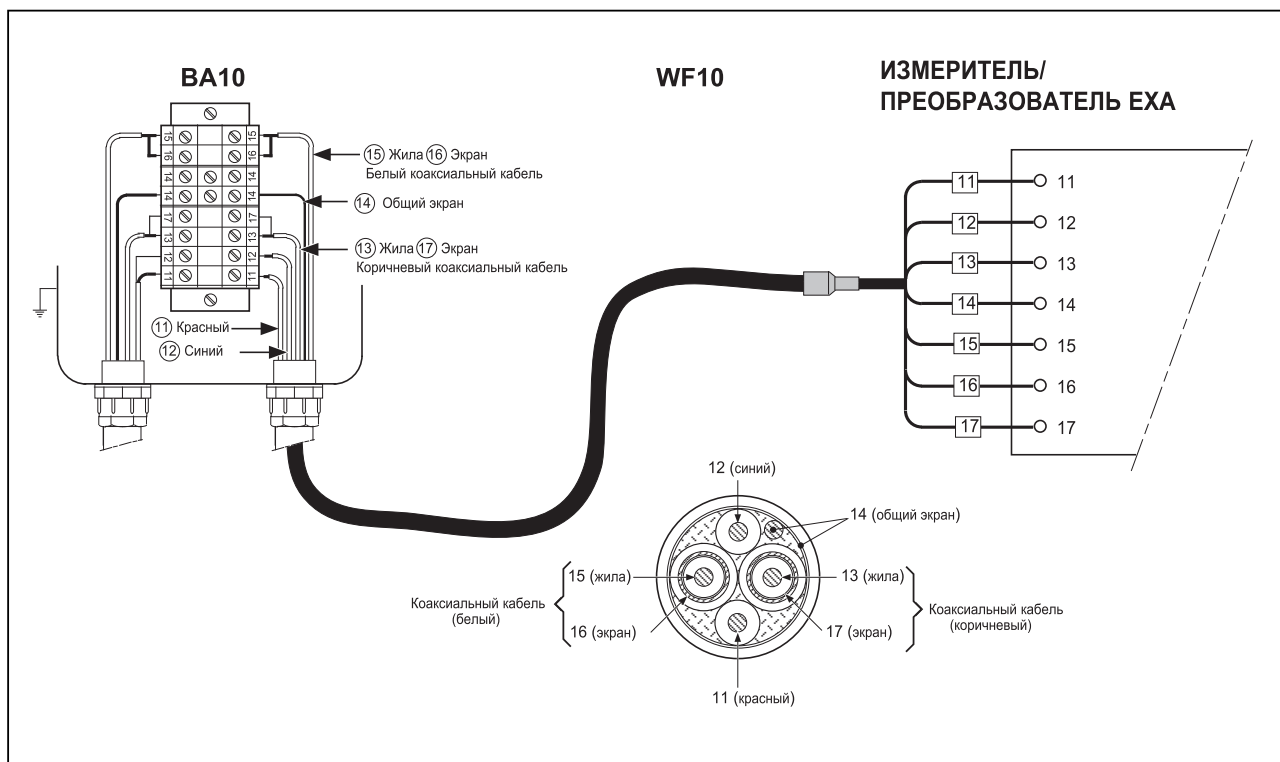 BA10
WF10
ИЗМЕРИТЕЛЬ/
ПРЕОБРАЗОВАТЕЛЬ EXA
15 15
16 16
14 14
14 14
17 17
13 13
12 12
11 11
15 Жила 16 Экран
Белый коаксиальный кабель
14 Общий экран
13 Жила 17 Экран
Коричневый коаксиальный кабель
11 Красный
12 Синий
11 11
12 12
13 13
14 14
15 15
16 16
17 17
12 (синий)
14 (общий экран)
15 (жила)
13 (жила)
Коаксиальный кабель
(белый)
16 (экран)
17 (экран)
Коаксиальный кабель
(коричневый)
11 (красный)